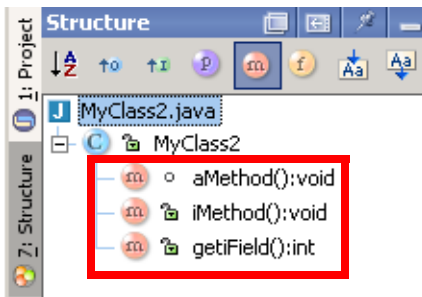 Structure
1: Project
7: Structure
MyClass2.java
C MyClass2
m aMethod():void
m iMethod():void
m getiField():int